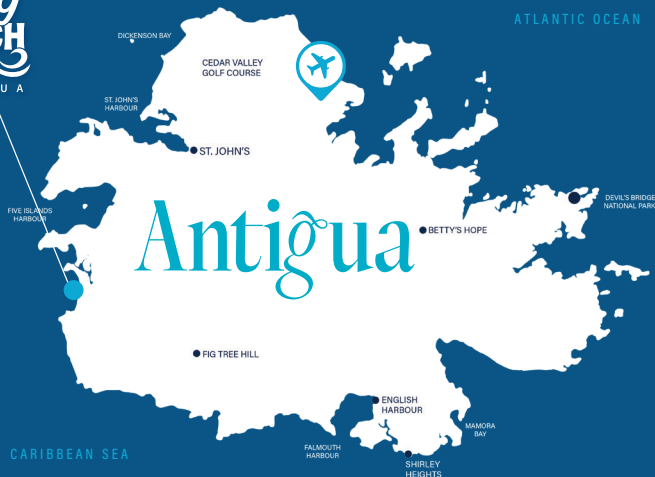 ATLANTIC OCEAN
DICKENSON BAY
CEDAR VALLEY
GOLF COURSE
ST. JOHN'S
HARBOUR
ST. JOHN'S
DEVIL'S BRIDGE
NATIONAL PARK
FIVE ISLANDS
HARBOUR
Antigua
BETTY'S HOPE
FIG TREE HILL
ENGLISH
HARBOUR
MAMORA
BAY
FALMOUTH
HARBOUR
CARIBBEAN SEA
SHIRLEY
HEIGHTS